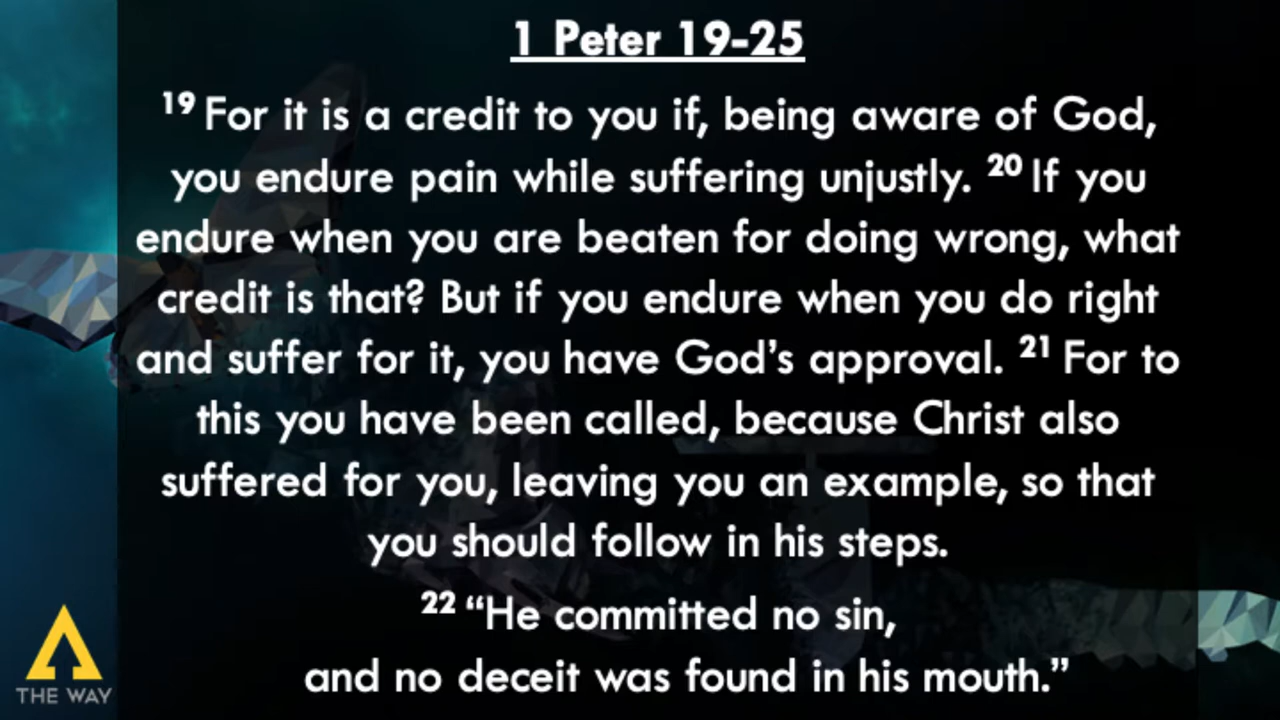 1 Peter 19-25
19 For it is a credit to you if, being aware of God,
you endure pain while suffering unjustly. 20 If you
endure when you are beaten for doing wrong, what
credit is that? But if you endure when you do right
and suffer for it, you have God’s approval. 21 For to
this you have been called, because Christ also
suffered for you, leaving you an example, so that
you should follow in his steps.
22 “He committed no sin,
and no deceit was found in his mouth.”
THE WAY